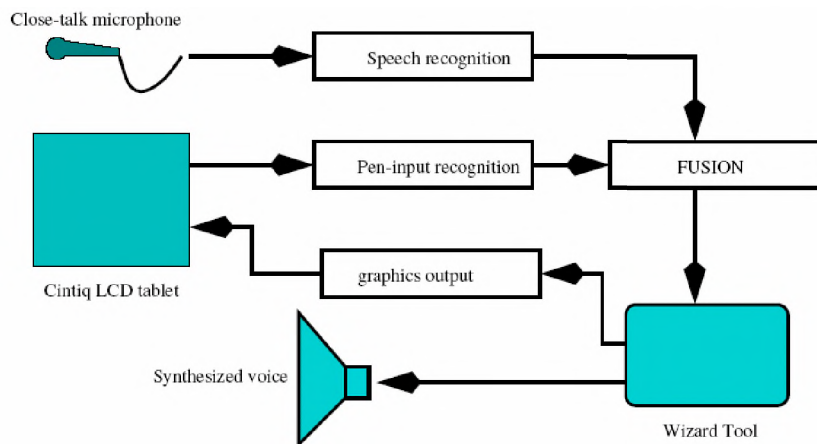 Close-talk microphone
Speech recognition
Pen-input recognition
FUSION
graphics output
Cintiq LCD tablet
Synthesized voice
Wizard Tool